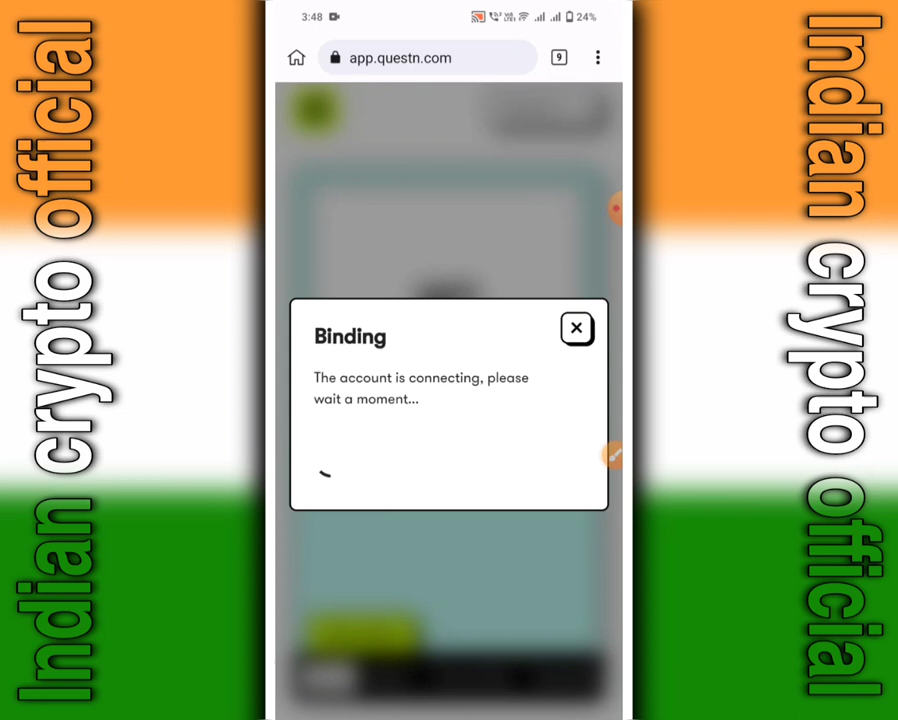 Indian crypto official
3:48
24%
app.questn.com
9
Binding
The account is connecting, please
wait a moment...
Indian crypto official